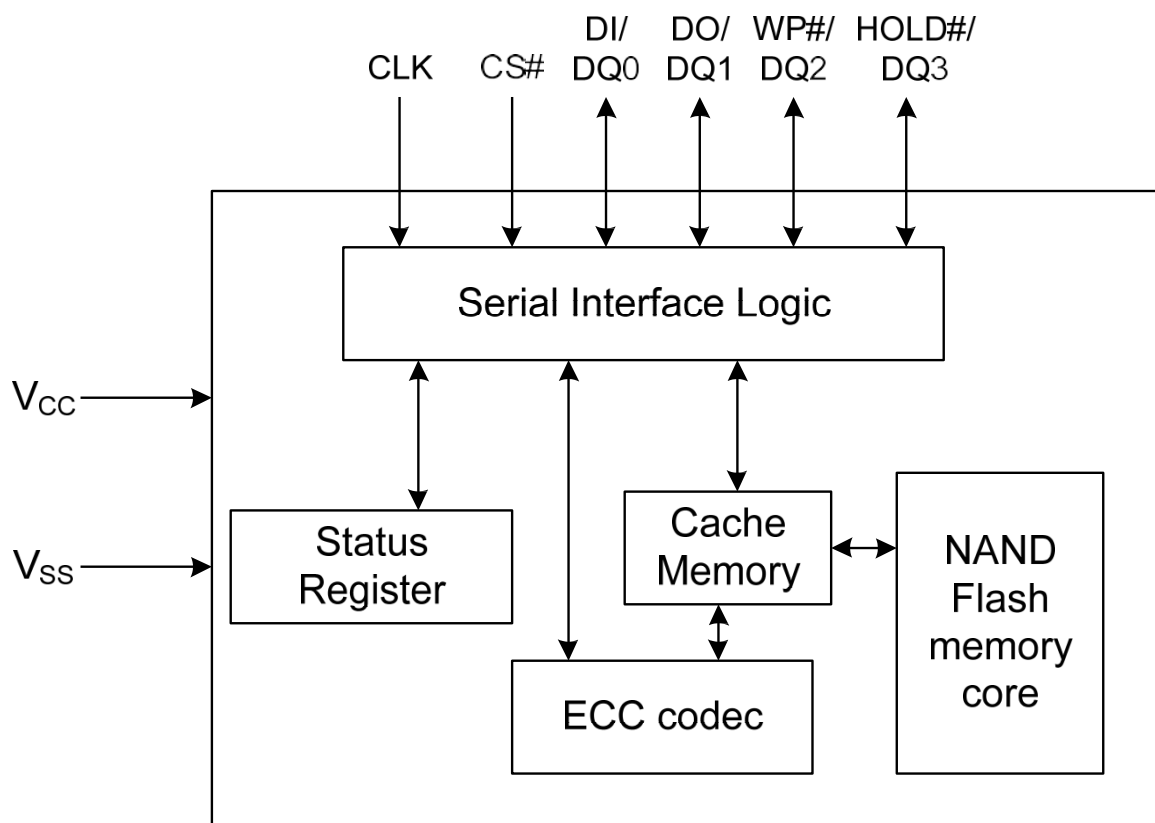 CLK
CS#
DI/
DQ0
DO/
DQ1
WP#/
DQ2
HOLD#/
DQ3
Serial Interface Logic
VCC
VSS
Status
Register
Cache
Memory
NAND
Flash
memory
core
ECC codec